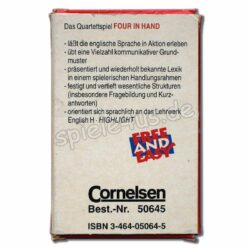 Das Quartettspiel FOUR IN HAND
- läßt die englische Sprache in Aktion erleben
- übt eine Vielzahl kommunikativer Grund-
muster
- präsentiert und wiederholt bekannte Lexik
in einem spielerischen Handlungsrahmen
- festigt und vertieft wesentliche Strukturen
(insbesondere Fragebildung und Kurz-
antworten)
- orientiert sich sprachlich an das Lehrwerk
English H - HIGHLIGHT
FREE
AND
EASY
Cornelsen
Best.-Nr. 50645
ISBN 3-464-05064-5
spiele4us.de